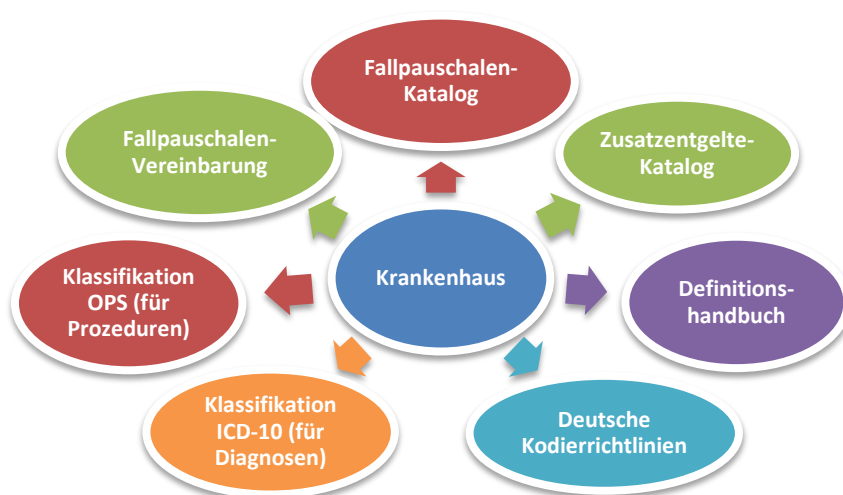 Fallpauschalen-
Katalog
Fallpauschalen-
Vereinbarung
Zusatzentgelte-
Katalog
Krankenhaus
Klassifikation
OPS (für
Prozeduren)
Definitions-
handbuch
Klassifikation
ICD-10 (für
Diagnosen)
Deutsche
Kodierrichtlinien